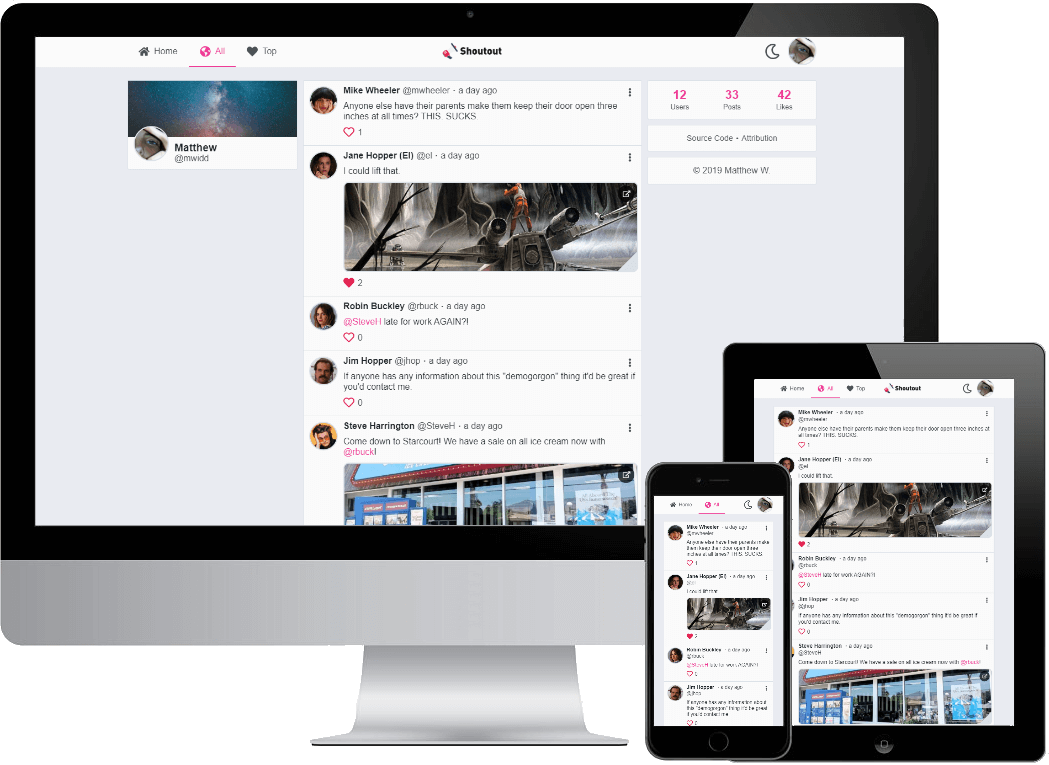 Home
All
Top
Shoutout
Matthew
@mwidd
Mike Wheeler @mwheeler · a day ago
Anyone else have their parents make them keep their door open three
inches at all times? THIS. SUCKS.
1
Jane Hopper (El) @el · a day ago
I could lift that.
2
Robin Buckley @rbuck · a day ago
@SteveH late for work AGAIN?!
0
Jim Hopper @jhop · a day ago
If anyone has any information about this "demogorgon" thing it'd be great if
you'd contact me.
0
Steve Harrington @SteveH · a day ago
Come down to Starcourt! We have a sale on all ice cream now with
@rbuck!
12
33
42
Users
Posts
Likes
Source Code • Attribution
© 2019 Matthew W.
Home
All
Top
Shoutout
Mike Wheeler · a day ago
@mwheeler
Anyone else have their parents make them keep their door open three inches at
all times? THIS. SUCKS.
1
Jane Hopper (El) · a day ago
@el
I could lift that.
2
Robin Buckley · a day ago
@rbuck
@SteveH late for work AGAIN?!
0
Jim Hopper · a day ago
@jhop
If anyone has any information about this "demogorgon" thing it'd be great if
you'd contact me.
0
Steve Harrington · a day ago
@SteveH
Come down to Starcourt! We have a sale on all ice cream now with @rbuck!
Home
All
Mike Wheeler · a day ago
@mwheeler
Anyone else have their parents make
them keep their door open three
inches at all times? THIS. SUCKS.
1
Jane Hopper (El) · a day ago
@el
I could lift that.
2
Robin Buckley · a day ago
@rbuck
@SteveH late for work AGAIN?!
0
Jim Hopper · a day ago
@jhop
If anyone has any information about
this "demogorgon" thing it'd be great
if you'd contact me.
0